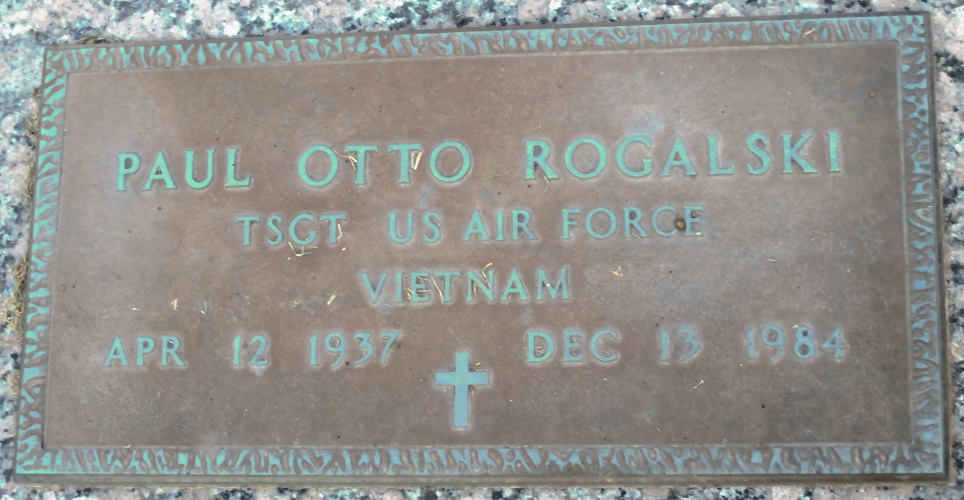 PAUL OTTO ROGALSKI
TSGT US AIR FORCE
VIETNAM
APR 12 1937 DEC 13 1984